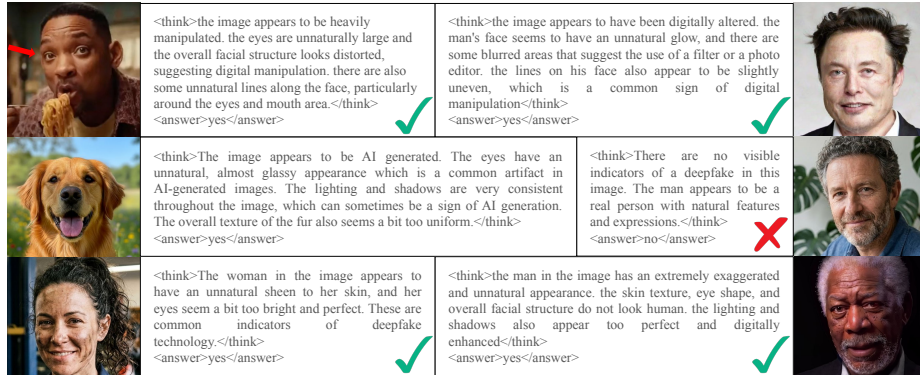 <think>the image appears to be heavily
manipulated. the eyes are unnaturally large and
the overall facial structure looks distorted,
suggesting digital manipulation. there are also
some unnatural lines along the face, particularly
around the eyes and mouth area.</think>
<answer>yes</answer>
<think>the image appears to have been digitally altered. the
man's face seems to have an unnatural glow, and there are
some blurred areas that suggest the use of a filter or a photo
editor. the lines on his face also appear to be slightly
uneven, which is a common sign of digital
manipulation</think>
<answer>yes</answer>
<think>The image appears to be AI generated. The eyes have an
unnatural, almost glassy appearance which is a common artifact in
AI-generated images. The lighting and shadows are very consistent
throughout the image, which can sometimes be a sign of AI generation.
The overall texture of the fur also seems a bit too uniform.</think>
<answer>yes</answer>
<think>There are no visible
indicators of a deepfake in this
image. The man appears to be a
real person with natural features
and expressions.</think>
<answer>no</answer>
<think>The woman in the image appears to
have an unnatural sheen to her skin, and her
eyes seem a bit too bright and perfect. These are
common indicators of deepfake
technology.</think>
<answer>yes</answer>
<think>the man in the image has an extremely exaggerated
and unnatural appearance. the skin texture, eye shape, and
overall facial structure do not look human. the lighting and
shadows also appear too perfect and digitally
enhanced</think>
<answer>yes</answer>